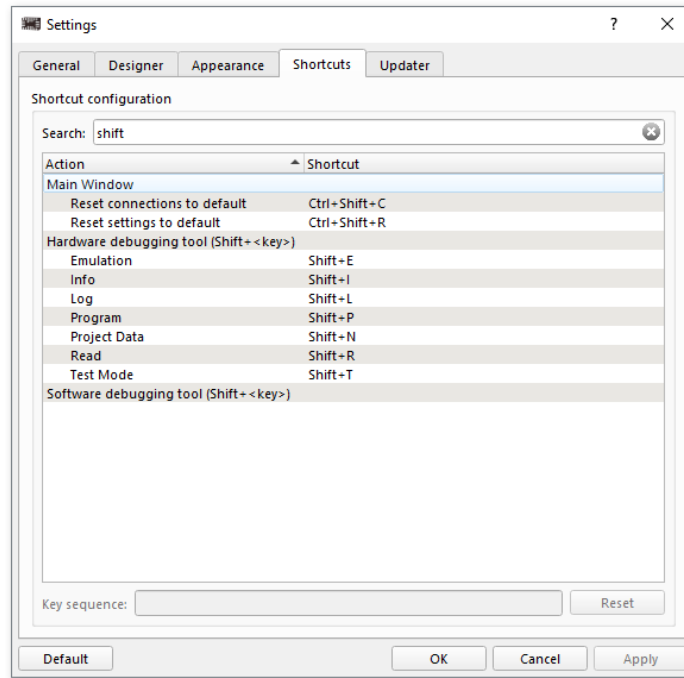 Settings
General Designer Appearance Shortcuts Updater
Shortcut configuration
Search: shift
Action Shortcut
Main Window
Reset connections to default Ctrl+Shift+C
Reset settings to default Ctrl+Shift+R
Hardware debugging tool (Shift+<key>)
Emulation Shift+E
Info Shift+I
Log Shift+L
Program Shift+P
Project Data Shift+N
Read Shift+R
Test Mode Shift+T
Software debugging tool (Shift+<key>)
Key sequence: Reset
Default OK Cancel Apply